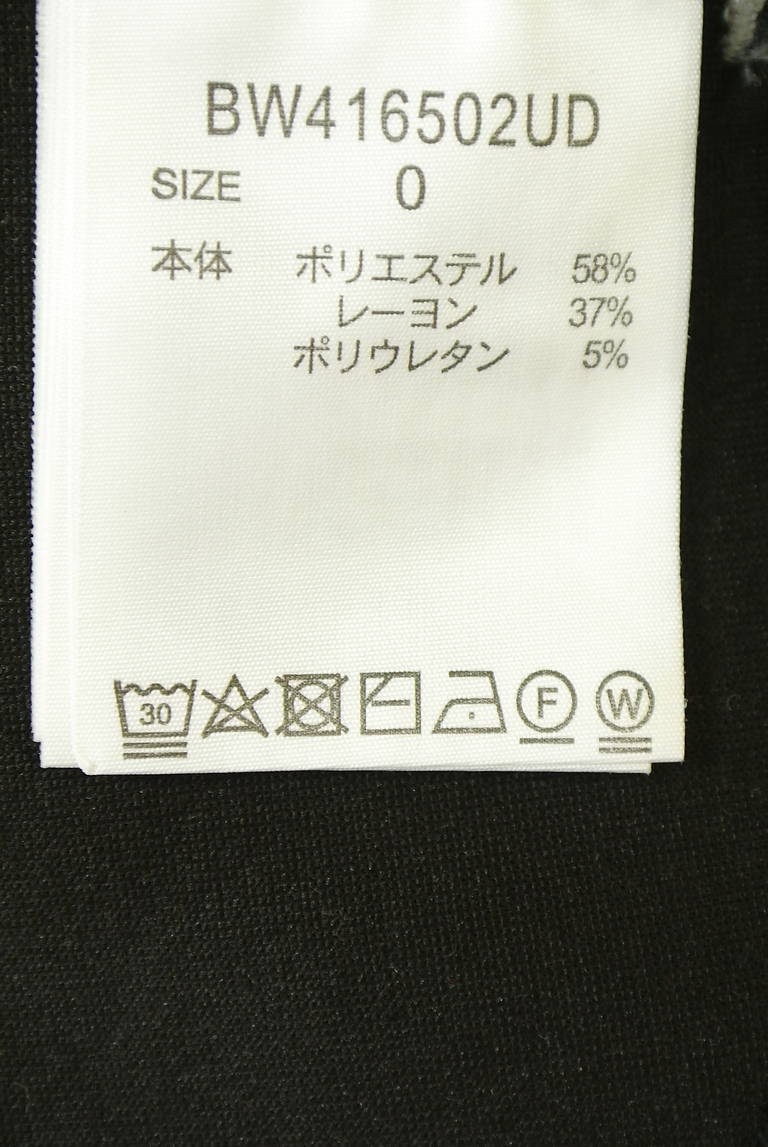 BW416502UD
SIZE 0
本体 ポリエステル 58%
レーヨン 37%
ポリウレタン 5%
30 F W